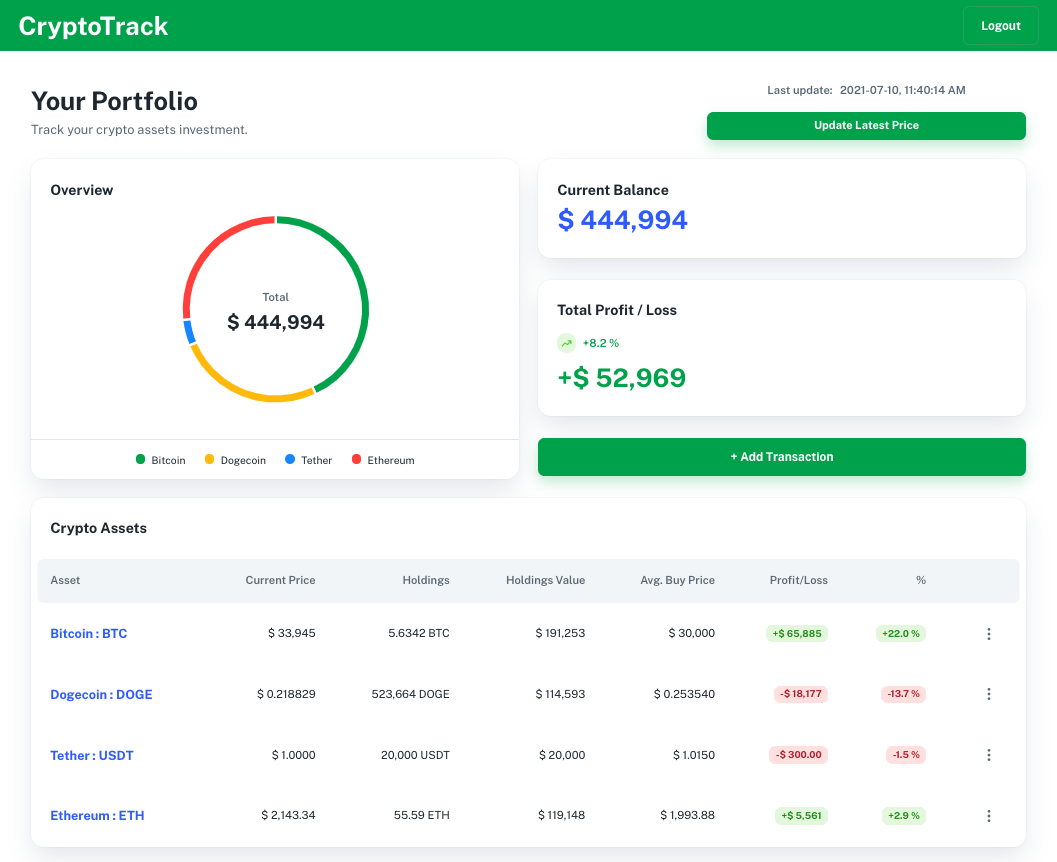 CryptoTrack
Logout
Your Portfolio
Track your crypto assets investment.
Last update: 2021-07-10, 11:40:14 AM
Update Latest Price
Overview
Total
$ 444,994
Bitcoin Dogecoin Tether Ethereum
Current Balance
$ 444,994
Total Profit / Loss
+8.2 %
+$ 52,969
+ Add Transaction
Crypto Assets
Asset Current Price Holdings Holdings Value Avg. Buy Price Profit/Loss %
Bitcoin : BTC $ 33,945 5.6342 BTC $ 191,253 $ 30,000 +$ 65,885 +22.0 %
Dogecoin : DOGE $ 0.218829 523,664 DOGE $ 114,593 $ 0.253540 -$ 18,177 -13.7 %
Tether : USDT $ 1.0000 20,000 USDT $ 20,000 $ 1.0150 -$ 300.00 -1.5 %
Ethereum : ETH $ 2,143.34 55.59 ETH $ 119,148 $ 1,993.88 +$ 5,561 +2.9 %